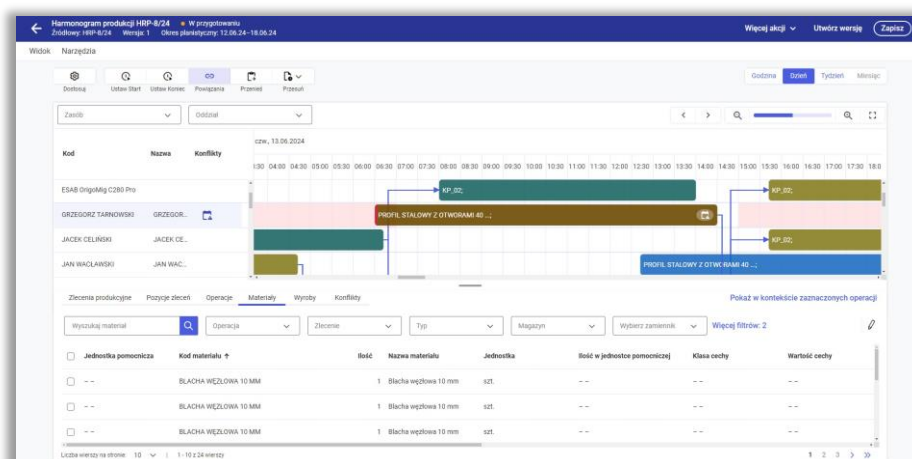 Harmonogram produkcji HRP-8/24 W przygotowaniu
Źródłowy: HRP-8/24 Wersja: 1 Okres planistyczny: 12.06.24–18.06.24
Więcej akcji Utwórz wersję Zapisz
Widok Narzędzia
Dostosuj Ustaw Start Ustaw Koniec Powiązania Przenieś Przesuń
Godzina Dzień Tydzień Miesiąc
Zasób Oddział
czw., 13.06.2024
Kod Nazwa Konflikty
:30 04:00 04:30 05:00 05:30 06:00 06:30 07:00 07:30 08:00 08:30 09:00 09:30 10:00 10:30 11:00 11:30 12:00 12:30 13:00 13:30 14:00 14:30 15:00 15:30 16:00 16:30 17:00 17:30 18:0
ESAB OrigoMig C280 Pro KP_02; KP_02;
GRZEGORZ TARNOWSKI GRZEGOR... PROFIL STALOWY Z OTWORAMI 40 ...;
JACEK CELIŃSKI JACEK CE... KP_02;
JAN WACŁAWSKI JAN WAC... PROFIL STALOWY Z OTWORAMI 40 ...;
Zlecenia produkcyjne Pozycje zleceń Operacje Materiały Wyroby Konflikty Pokaż w kontekście zaznaczonych operacji
Wyszukaj materiał Operacja Zlecenie Typ Magazyn Wybierz zamiennik Więcej filtrów: 2
Jednostka pomocnicza Kod materiału ↑ Ilość Nazwa materiału Jednostka Ilość w jednostce pomocniczej Klasa cechy Wartość cechy
– – BLACHA WĘZŁOWA 10 MM 1 Blacha węzłowa 10 mm szt. – – – – – –
– – BLACHA WĘZŁOWA 10 MM 1 Blacha węzłowa 10 mm szt. – – – – – –
– – BLACHA WĘZŁOWA 10 MM 1 Blacha węzłowa 10 mm szt. – – – – – –
Liczba wierszy na stronie: 10 | 1 - 10 z 24 wierszy 1 2 3